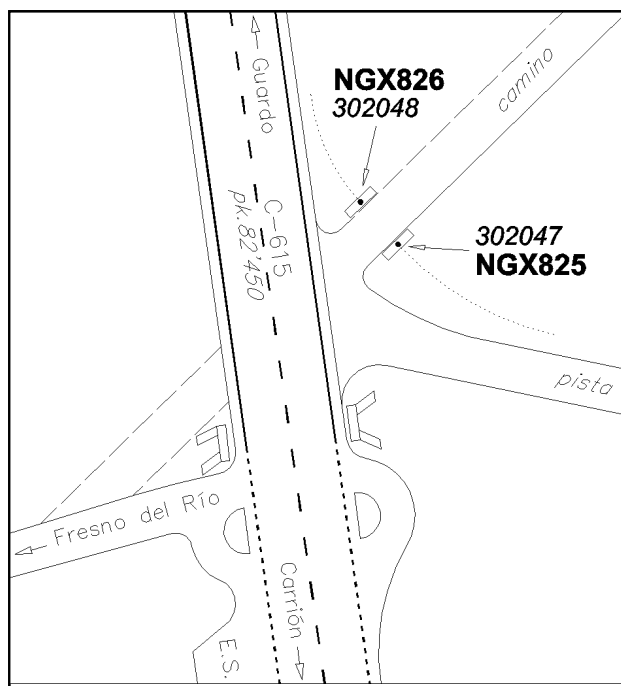 Guardo
C-615
pk.82'450
NGX826
302048
camino
302047
NGX825
pista
Fresno del Río
Carrión
E.S.